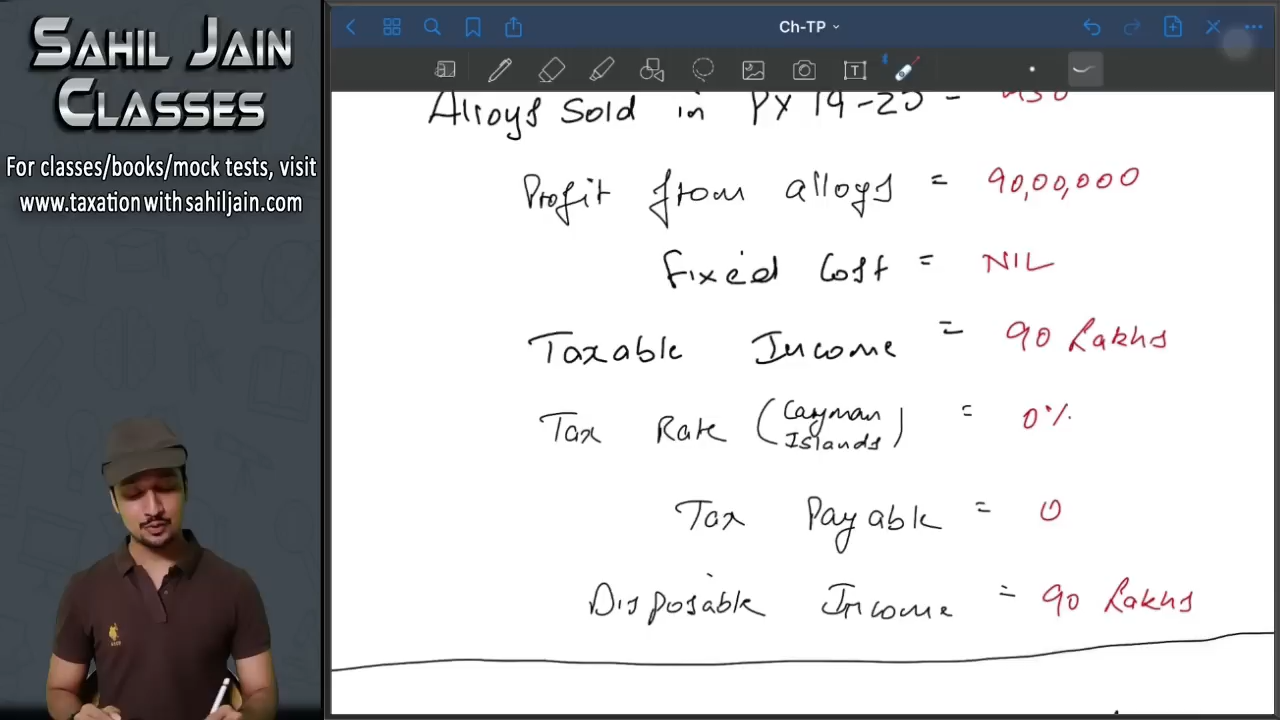 SAHIL JAIN
CLASSES
For classes/books/mock tests, visit
www.taxationwithsahiljain.com
Ch-TP
Alloys Sold in PY 19-20 = 450
Profit from alloys = 90,00,000
Fixed Cost = NIL
Taxable Income = 90 Lakhs
Tax Rate (Cayman Islands) = 0%
Tax Payable = 0
Disposable Income = 90 Lakhs